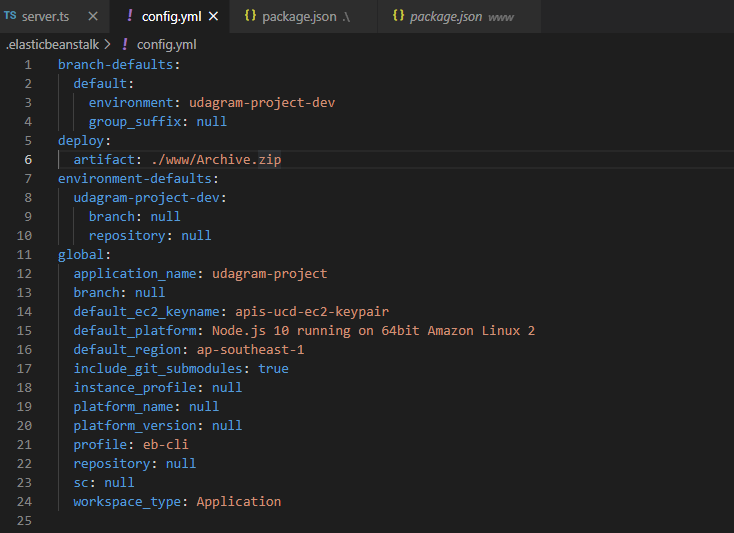 TS server.ts × ! config.yml × {} package.json .\ {} package.json www
.elasticbeanstalk > ! config.yml
1 branch-defaults:
2   default:
3     environment: udagram-project-dev
4     group_suffix: null
5 deploy:
6   artifact: ./www/Archive.zip
7 environment-defaults:
8   udagram-project-dev:
9     branch: null
10     repository: null
11 global:
12   application_name: udagram-project
13   branch: null
14   default_ec2_keyname: apis-ucd-ec2-keypair
15   default_platform: Node.js 10 running on 64bit Amazon Linux 2
16   default_region: ap-southeast-1
17   include_git_submodules: true
18   instance_profile: null
19   platform_name: null
20   platform_version: null
21   profile: eb-cli
22   repository: null
23   sc: null
24   workspace_type: Application
25